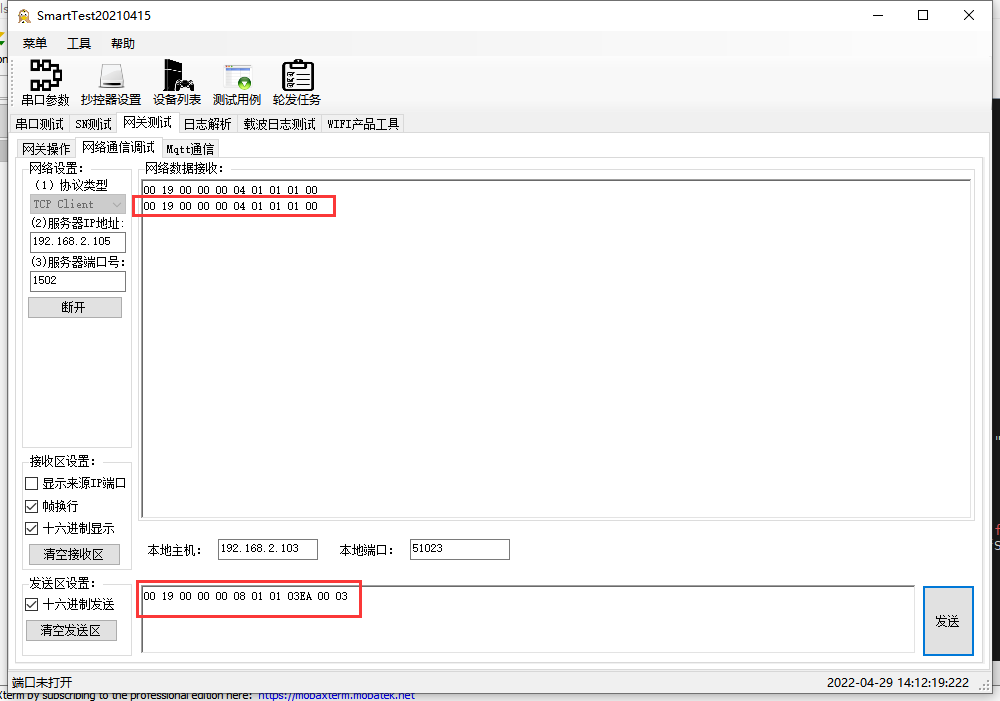 SmartTest20210415
菜单 工具 帮助
串口参数 抄控器设置 设备列表 测试用例 轮发任务
串口测试 SN测试 网关测试 日志解析 载波日志测试 WIFI产品工具
网关操作 网络通信调试 Mqtt通信
网络设置:
(1) 协议类型
TCP Client
(2)服务器IP地址:
192.168.2.105
(3)服务器端口号:
1502
断开
网络数据接收:
00 19 00 00 00 04 01 01 01 00
00 19 00 00 00 04 01 01 01 00
接收区设置:
显示来源IP端口
帧换行
十六进制显示
清空接收区
本地主机: 192.168.2.103 本地端口: 51023
发送区设置:
十六进制发送
清空发送区
00 19 00 00 00 08 01 01 03EA 00 03
发送
端口未打开 2022-04-29 14:12:19:222
Xterm by subscribing to the professional edition here: https://mobaxterm.mobatek.net